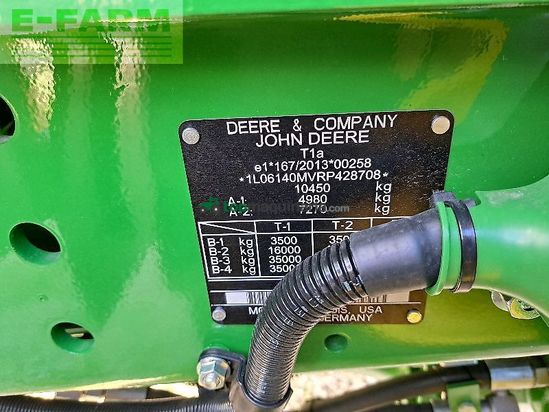 E-FARM
DEERE & COMPANY
JOHN DEERE
T1a
e1*167/2013*00258
*1L06140MVRP428708*
10450 kg
A-1: 4980 kg
A-2: 7270 kg
T-1 T-2
B-1 kg 3500
B-2 kg 16000
B-3 kg 35000
B-4 kg
USA
GERMANY